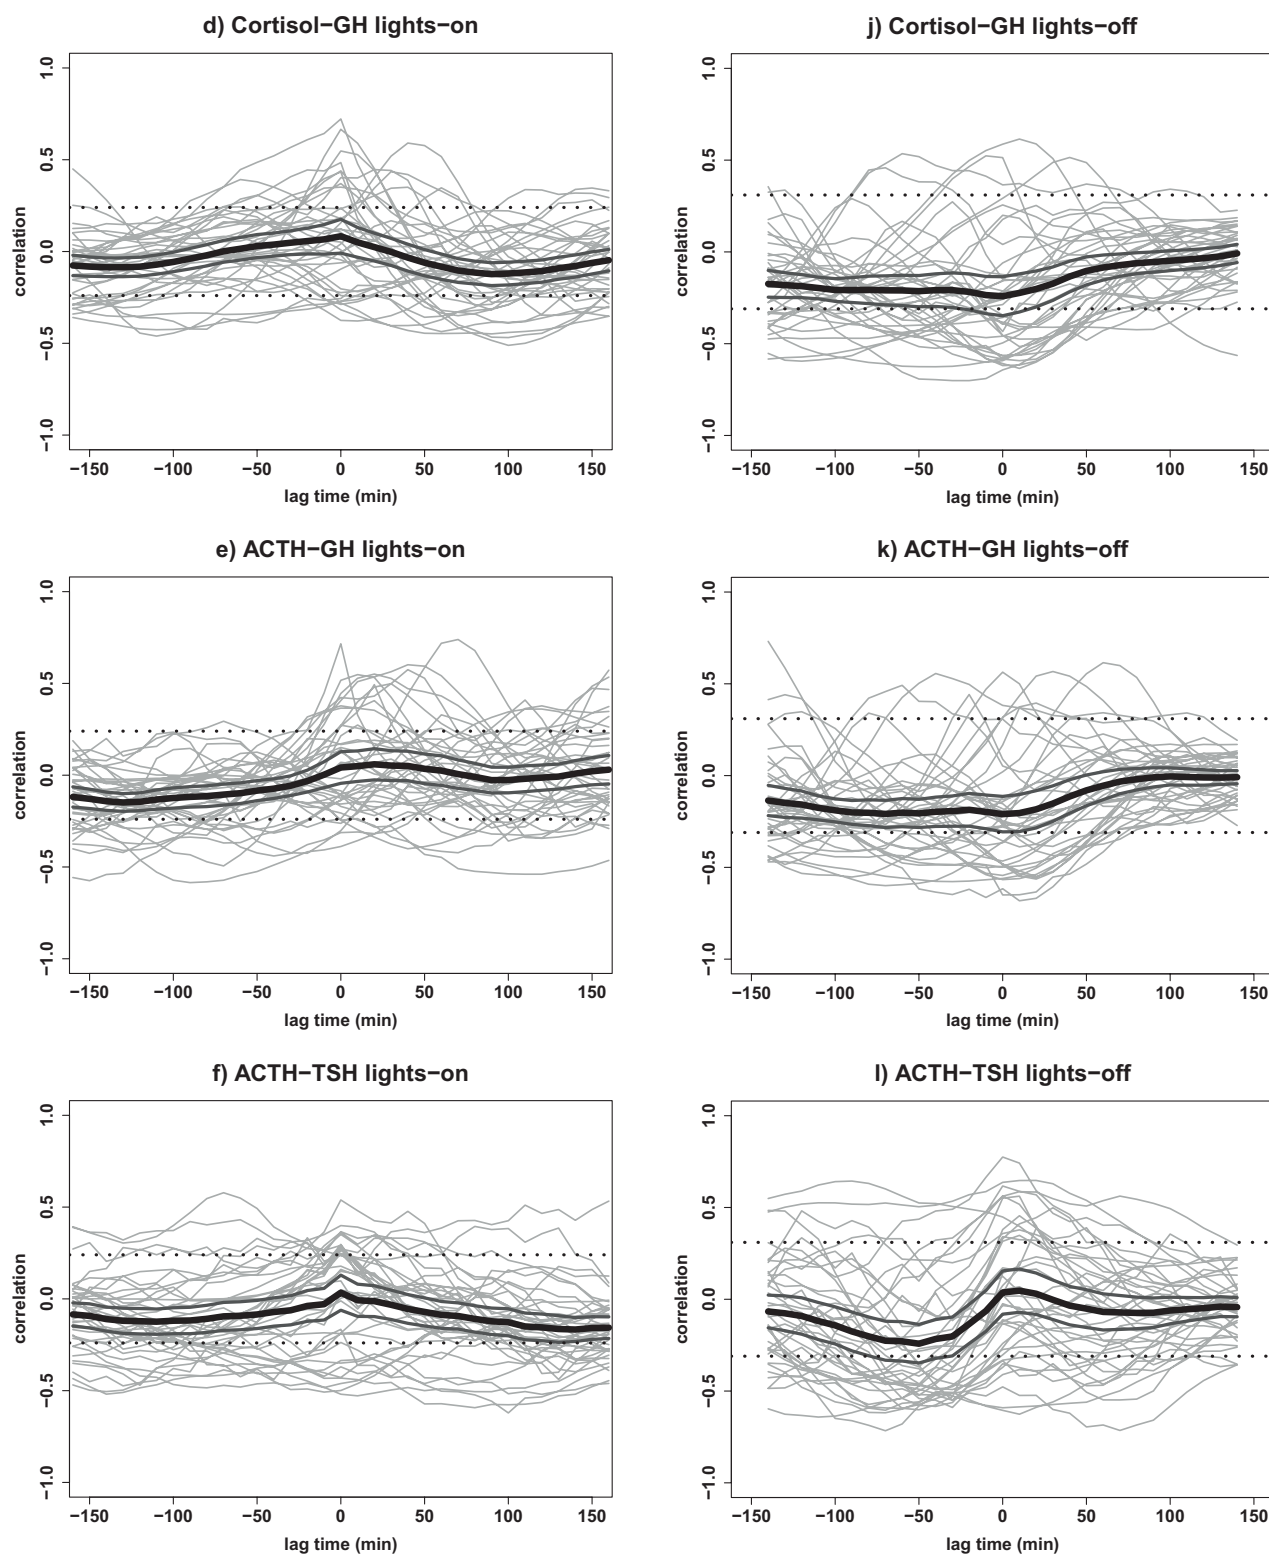 d) Cortisol−GH lights−on
correlation
1.0
0.5
0.0
−0.5
−1.0
−150 −100 −50 0 50 100 150
lag time (min)
j) Cortisol−GH lights−off
correlation
1.0
0.5
0.0
−0.5
−1.0
−150 −100 −50 0 50 100 150
lag time (min)
e) ACTH−GH lights−on
correlation
1.0
0.5
0.0
−0.5
−1.0
−150 −100 −50 0 50 100 150
lag time (min)
k) ACTH−GH lights−off
correlation
1.0
0.5
0.0
−0.5
−1.0
−150 −100 −50 0 50 100 150
lag time (min)
f) ACTH−TSH lights−on
correlation
1.0
0.5
0.0
−0.5
−1.0
−150 −100 −50 0 50 100 150
lag time (min)
l) ACTH−TSH lights−off
correlation
1.0
0.5
0.0
−0.5
−1.0
−150 −100 −50 0 50 100 150
lag time (min)